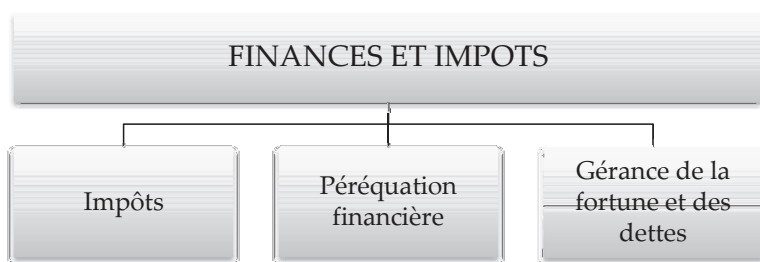 FINANCES ET IMPOTS
Impôts
Péréquation
financière
Gérance de la
fortune et des
dettes